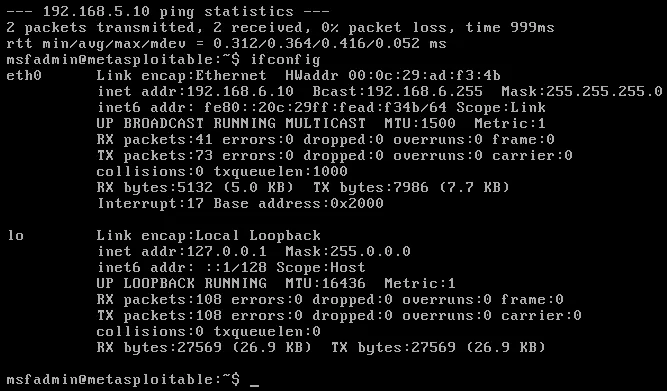 --- 192.168.5.10 ping statistics ---
2 packets transmitted, 2 received, 0% packet loss, time 999ms
rtt min/avg/max/mdev = 0.312/0.364/0.416/0.052 ms
msfadmin@metasploitable:~$ ifconfig
eth0      Link encap:Ethernet  HWaddr 00:0c:29:ad:f3:4b
          inet addr:192.168.6.10  Bcast:192.168.6.255  Mask:255.255.255.0
          inet6 addr: fe80::20c:29ff:fead:f34b/64 Scope:Link
          UP BROADCAST RUNNING MULTICAST  MTU:1500  Metric:1
          RX packets:41 errors:0 dropped:0 overruns:0 frame:0
          TX packets:73 errors:0 dropped:0 overruns:0 carrier:0
          collisions:0 txqueuelen:1000
          RX bytes:5132 (5.0 KB)  TX bytes:7986 (7.7 KB)
          Interrupt:17 Base address:0x2000
lo        Link encap:Local Loopback
          inet addr:127.0.0.1  Mask:255.0.0.0
          inet6 addr: ::1/128 Scope:Host
          UP LOOPBACK RUNNING  MTU:16436  Metric:1
          RX packets:108 errors:0 dropped:0 overruns:0 frame:0
          TX packets:108 errors:0 dropped:0 overruns:0 carrier:0
          collisions:0 txqueuelen:0
          RX bytes:27569 (26.9 KB)  TX bytes:27569 (26.9 KB)
msfadmin@metasploitable:~$ _